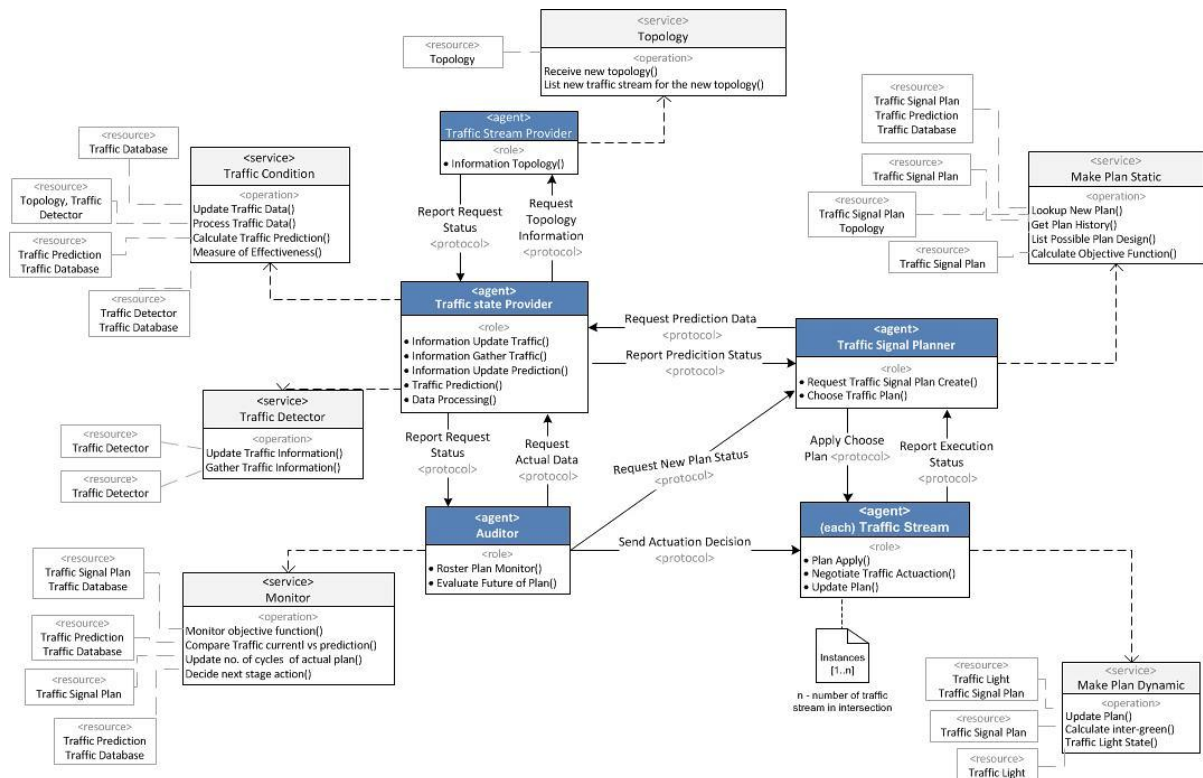 <service>
Topology
<operation>
Receive new topology()
List new traffic stream for the new topology()
<resource>
Topology
<agent>
Traffic Stream Provider
<role>
• Information Topology()
<resource>
Traffic Signal Plan
Traffic Prediction
Traffic Database
<resource>
Traffic Signal Plan
<resource>
Traffic Signal Plan
Topology
<resource>
Traffic Signal Plan
<service>
Make Plan Static
<operation>
Lookup New Plan()
Get Plan History()
List Possible Plan Design()
Calculate Objective Function()
<resource>
Traffic Database
<resource>
Topology, Traffic
Detector
<resource>
Traffic Prediction
Traffic Database
<resource>
Traffic Detector
Traffic Database
<service>
Traffic Condition
<operation>
Update Traffic Data()
Process Traffic Data()
Calculate Traffic Prediction()
Measure of Effectiveness()
Report Request
Status
<protocol>
Request
Topology
Information
<protocol>
<agent>
Traffic state Provider
<role>
• Information Update Traffic()
• Information Gather Traffic()
• Information Update Prediction()
• Traffic Prediction()
• Data Processing()
Request Prediction Data
<protocol>
Report Predicition Status
<protocol>
<agent>
Traffic Signal Planner
<role>
• Request Traffic Signal Plan Create()
• Choose Traffic Plan()
<service>
Traffic Detector
<operation>
Update Traffic Information()
Gather Traffic Information()
<resource>
Traffic Detector
<resource>
Traffic Detector
Report Request
Status
<protocol>
Request
Actual Data
<protocol>
Request New Plan Status
<protocol>
Apply Choose
Plan <protocol>
Report Execution
Status
<protocol>
<agent>
Auditor
<role>
• Roster Plan Monitor()
• Evaluate Future of Plan()
Send Actuation Decision
<protocol>
<agent>
(each) Traffic Stream
<role>
• Plan Apply()
• Negotiate Traffic Actuaction()
• Update Plan()
Instances
[1..n]
n - number of traffic
stream in intersection
<resource>
Traffic Signal Plan
Traffic Database
<resource>
Traffic Prediction
Traffic Database
<resource>
Traffic Signal Plan
<resource>
Traffic Prediction
Traffic Database
<service>
Monitor
<operation>
Monitor objective function()
Compare Traffic currentl vs prediction()
Update no. of cycles of actual plan()
Decide next stage action()
<resource>
Traffic Light
Traffic Signal Plan
<resource>
Traffic Signal Plan
<resource>
Traffic Light
<service>
Make Plan Dynamic
<operation>
Update Plan()
Calculate inter-green()
Traffic Light State()